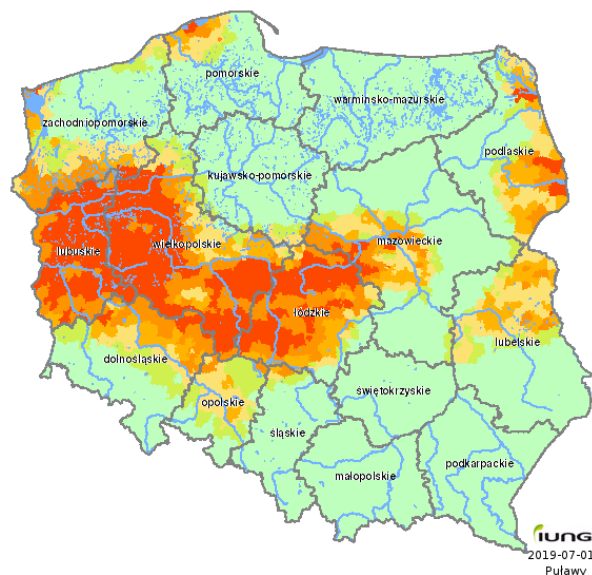 pomorskie
warminsko-mazurskie
zachodniopomorskie
podlaskie
kujawsko-pomorskie
mazowieckie
wielkopolskie
lubuskie
łódzkie
lubelskie
dolnośląskie
świętokrzyskie
opolskie
śląskie
podkarpackie
małopolskie
IUNG
2019-07-01
Puławy